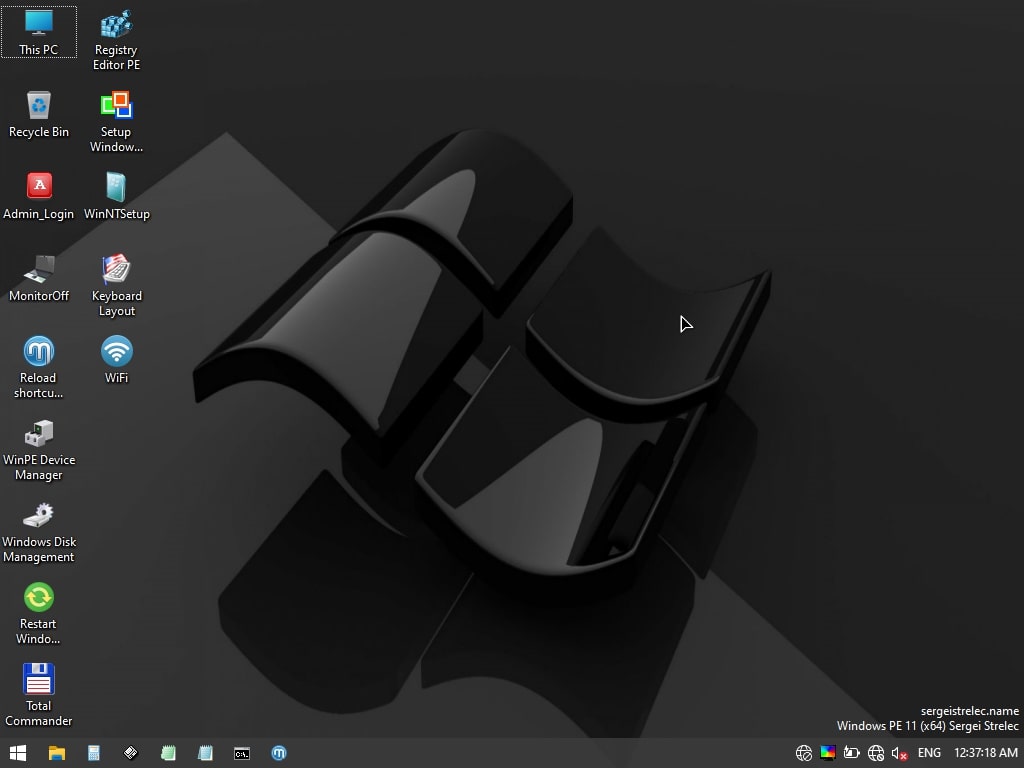 This PC
Registry
Editor PE
Recycle Bin
Setup
Window...
Admin_Login
WinNTSetup
MonitorOff
Keyboard
Layout
Reload
shortcu...
WiFi
WinPE Device
Manager
Windows Disk
Management
Restart
Windo...
Total
Commander
sergeistrelec.name
Windows PE 11 (x64) Sergei Strelec
ENG 12:37:18 AM